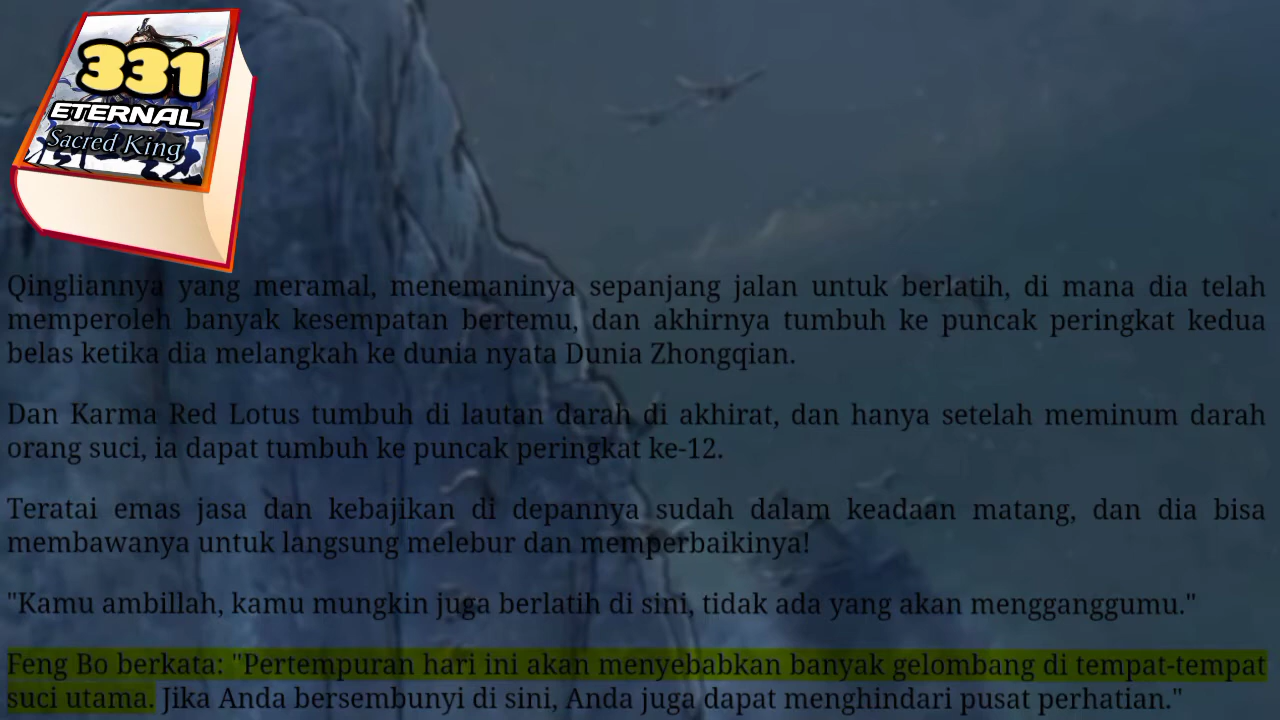 331
ETERNAL
Sacred King
Qingliannya yang meramal, menemaninya sepanjang jalan untuk berlatih, di mana dia telah
memperoleh banyak kesempatan bertemu, dan akhirnya tumbuh ke puncak peringkat kedua
belas ketika dia melangkah ke dunia nyata Dunia Zhongqian.
Dan Karma Red Lotus tumbuh di lautan darah di akhirat, dan hanya setelah meminum darah
orang suci, ia dapat tumbuh ke puncak peringkat ke-12.
Teratai emas jasa dan kebajikan di depannya sudah dalam keadaan matang, dan dia bisa
membawanya untuk langsung melebur dan memperbaikinya!
"Kamu ambillah, kamu mungkin juga berlatih di sini, tidak ada yang akan mengganggumu."
Feng Bo berkata: "Pertempuran hari ini akan menyebabkan banyak gelombang di tempat-tempat
suci utama. Jika Anda bersembunyi di sini, Anda juga dapat menghindari pusat perhatian."